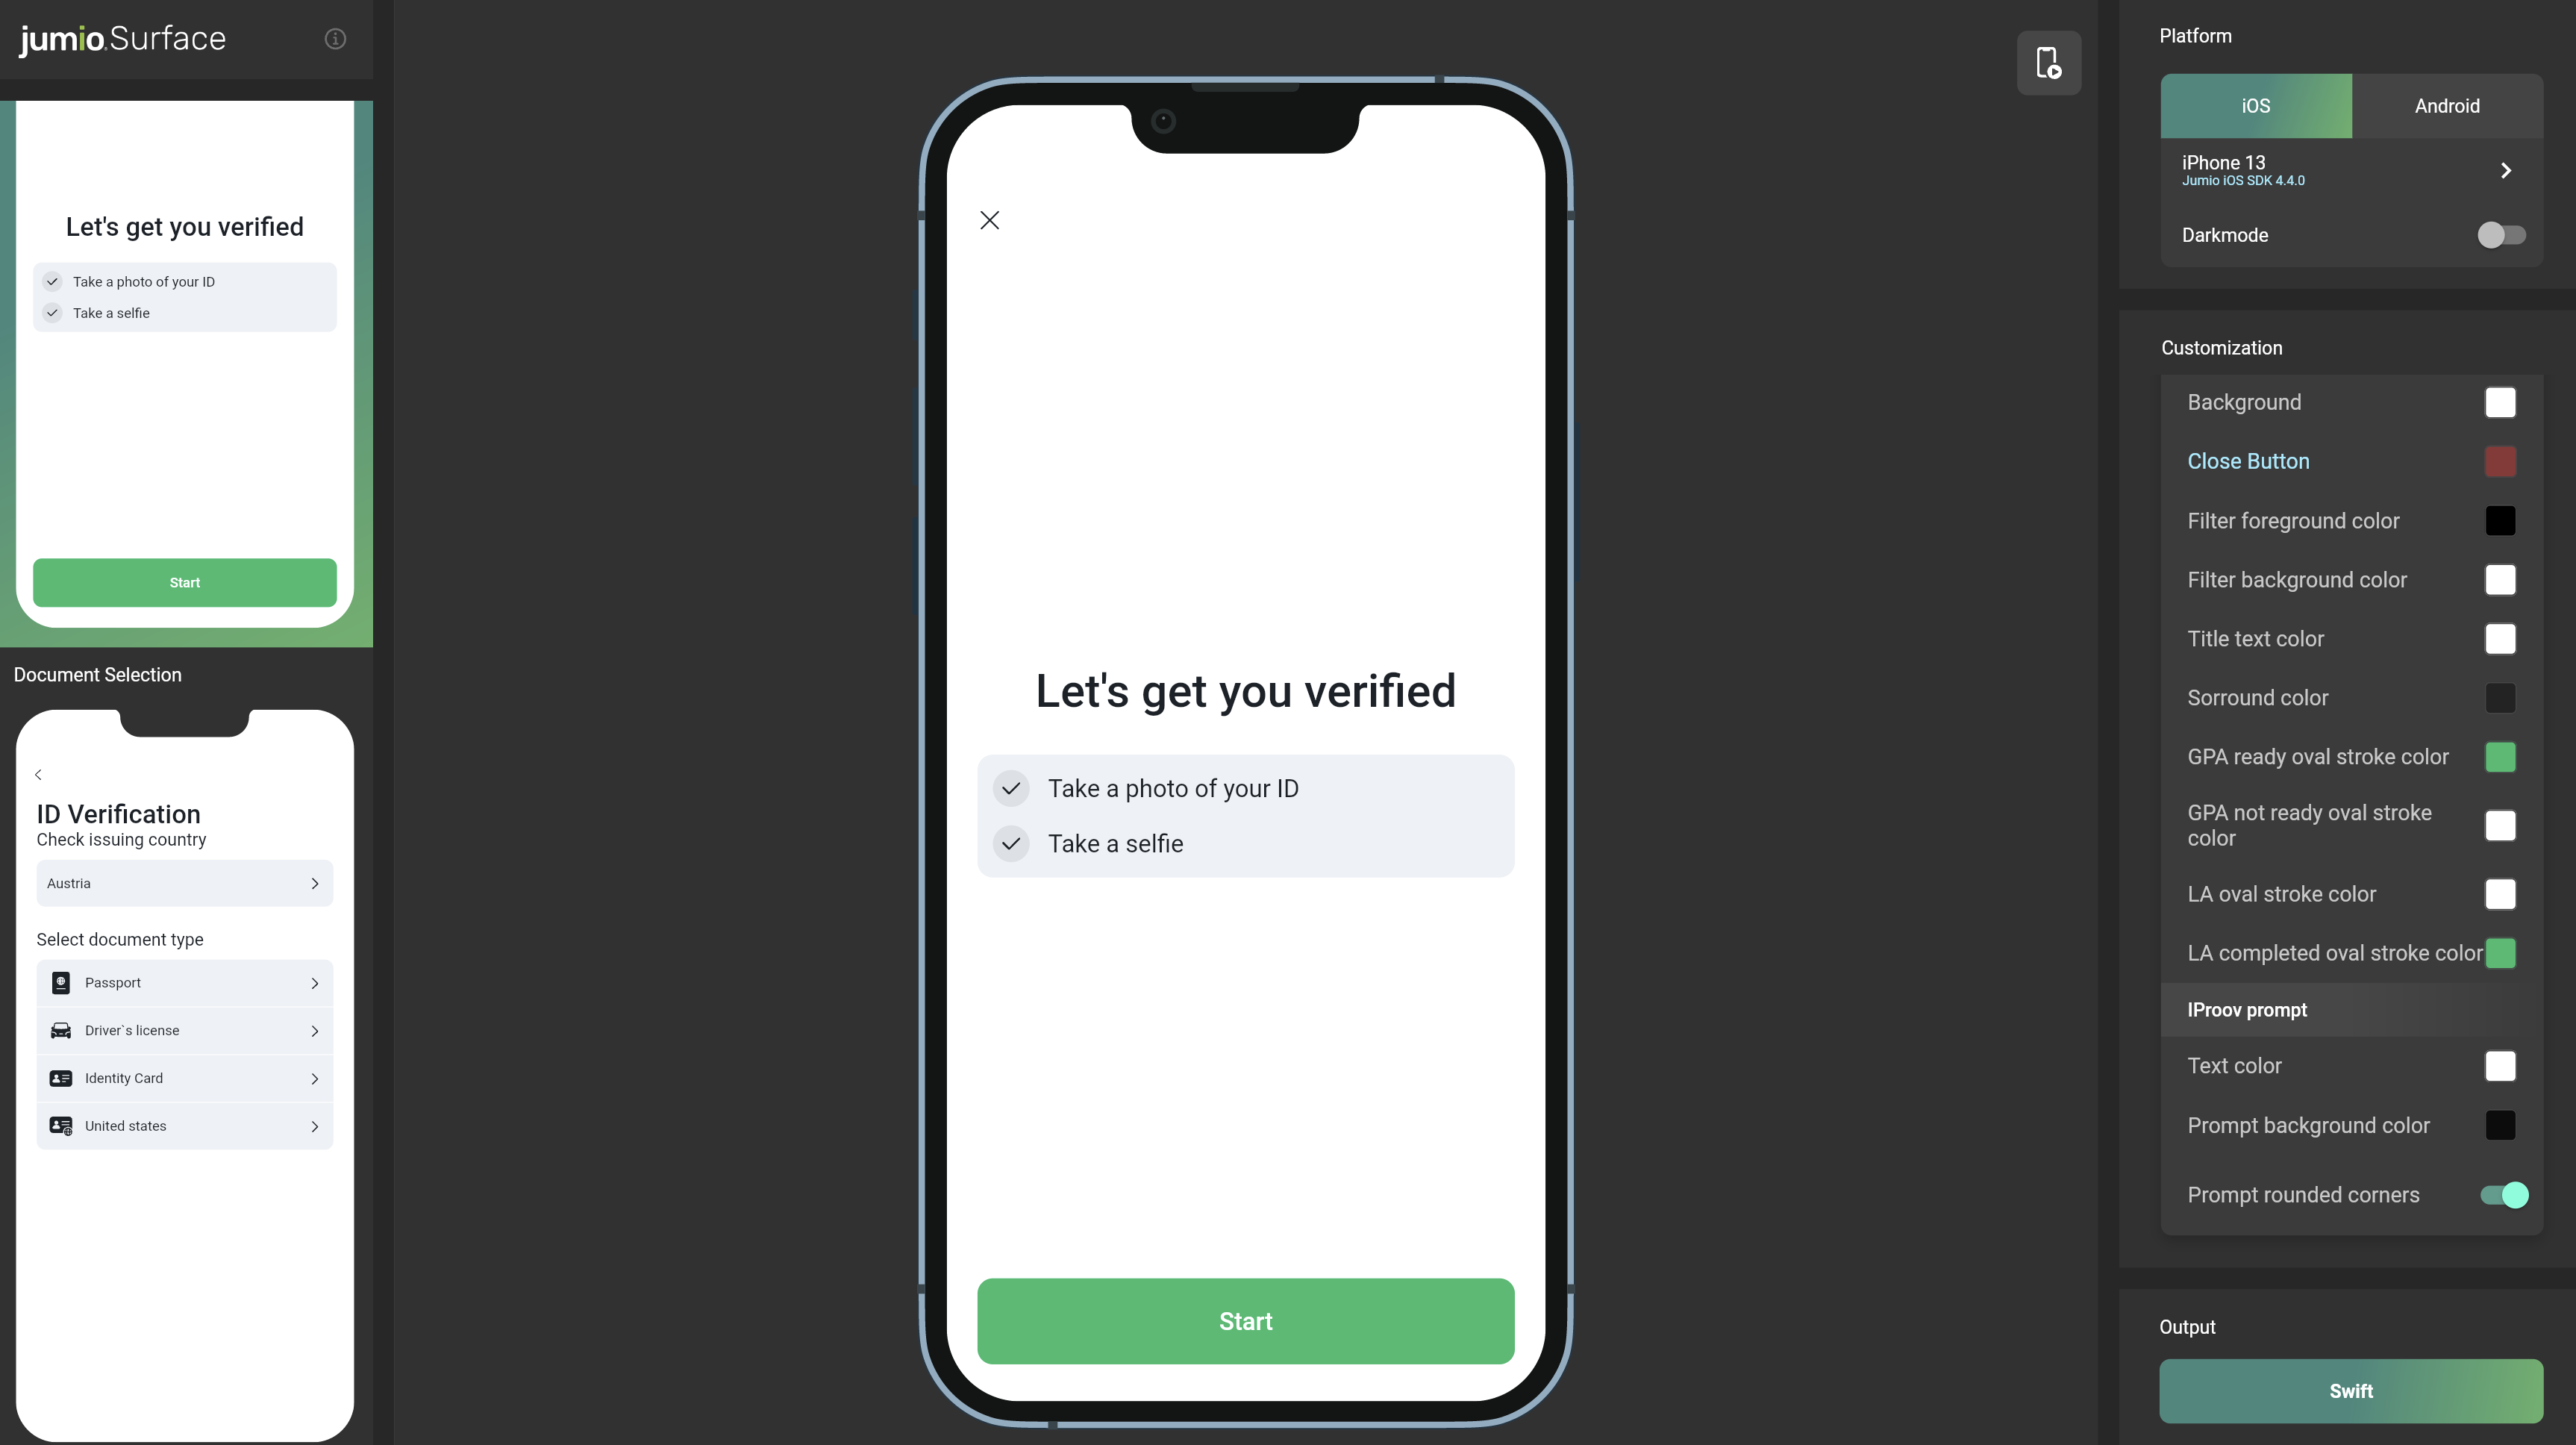 jumio. Surface
Let's get you verified
Take a photo of your ID
Take a selfie
Start
Document Selection
ID Verification
Check issuing country
Austria
Select document type
Passport
Driver`s license
Identity Card
United states
Let's get you verified
Take a photo of your ID
Take a selfie
Start
Platform
iOS
Android
iPhone 13
Jumio iOS SDK 4.4.0
Darkmode
Customization
Background
Close Button
Filter foreground color
Filter background color
Title text color
Sorround color
GPA ready oval stroke color
GPA not ready oval stroke
color
LA oval stroke color
LA completed oval stroke color
IProov prompt
Text color
Prompt background color
Prompt rounded corners
Output
Swift